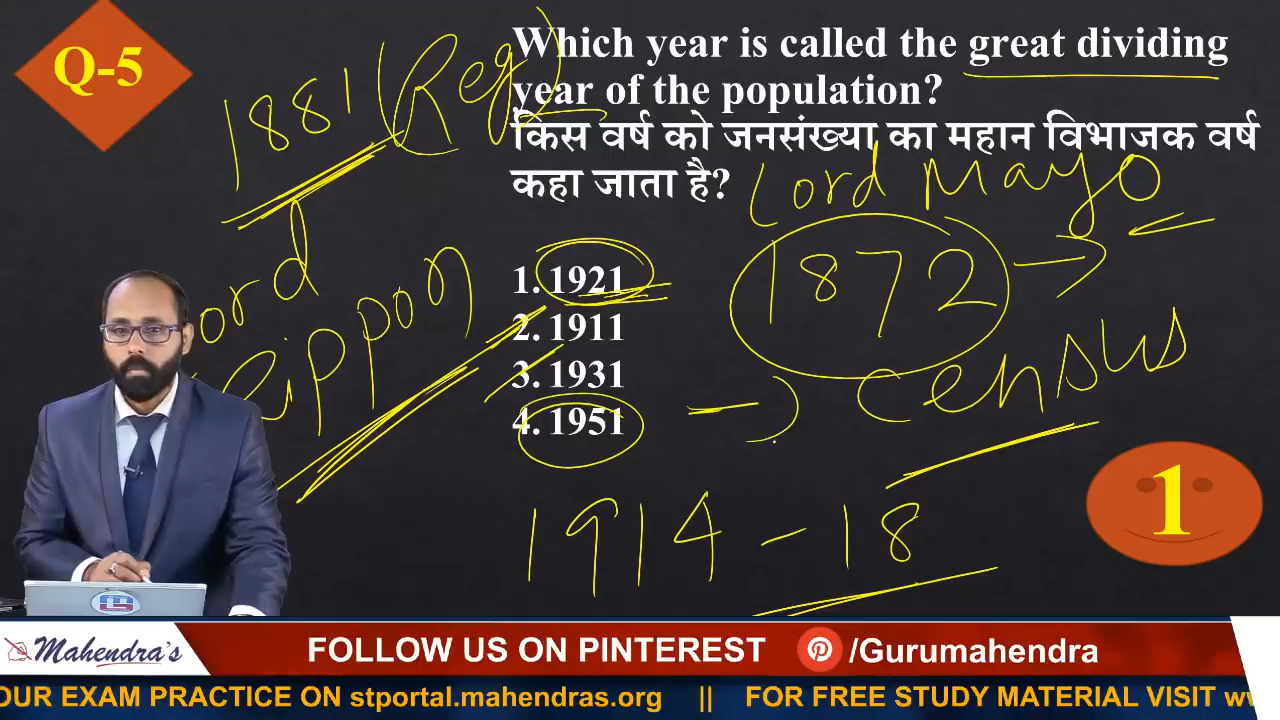 Q-5
Which year is called the great dividing
year of the population?
किस वर्ष को जनसंख्या का महान विभाजक वर्ष
कहा जाता है?
1881 (Reg)
Lord Mayo
1. 1921
2. 1911
3. 1931
4. 1951
1872 →
→ Census
Lord
Rippon
1914 - 18
1
Mahendra's
FOLLOW US ON PINTEREST
/Gurumahendra
OUR EXAM PRACTICE ON stportal.mahendras.org || FOR FREE STUDY MATERIAL VISIT